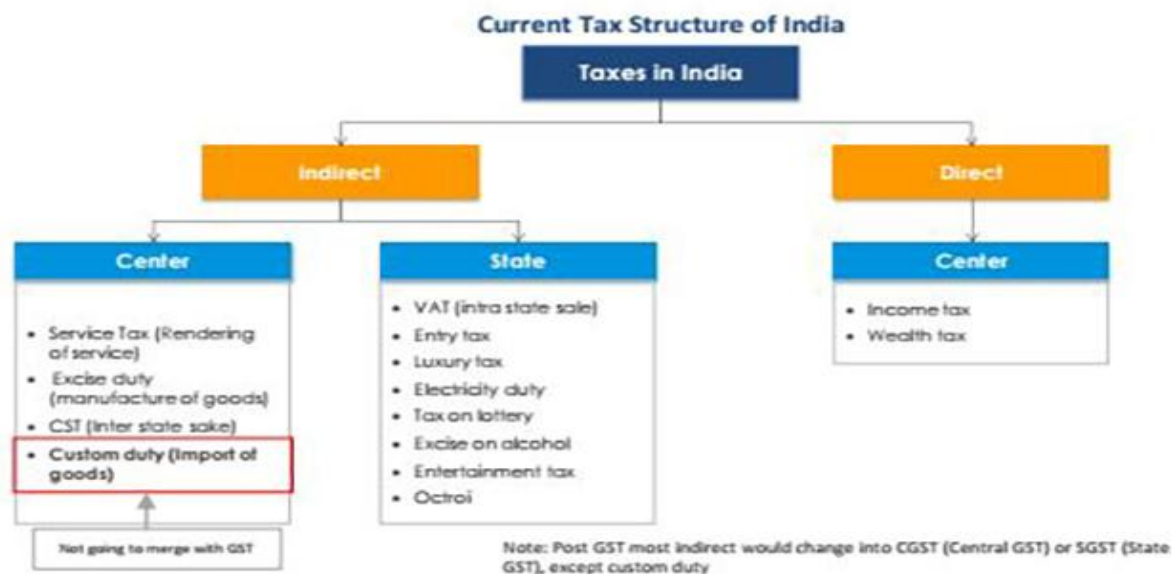 Current Tax Structure of India
Taxes in India
Indirect
Direct
Center
• Service Tax (Rendering
of service)
• Excise duty
(manufacture of goods)
• CST (Inter state sake)
• Custom duty (Import of
goods)
Not going to merge with GST
State
• VAT (intra state sale)
• Entry tax
• Luxury tax
• Electricity duty
• Tax on lottery
• Excise on alcohol
• Entertainment tax
• Octroi
Center
• Income tax
• Wealth tax
Note: Post GST most indirect would change into CGST (Central GST) or SGST (State
GST), except custom duty